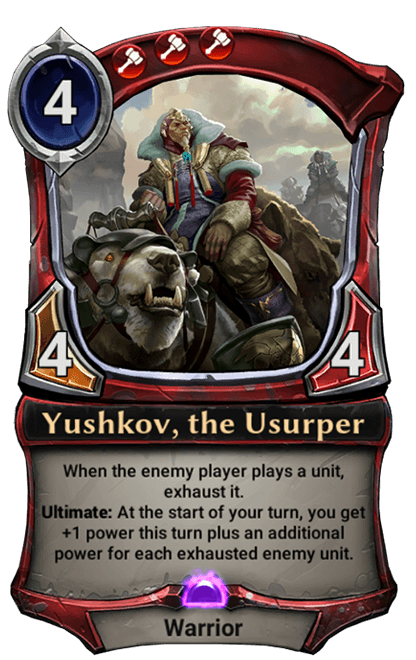 4
4
4
Yushkov, the Usurper
When the enemy player plays a unit,
exhaust it.
Ultimate: At the start of your turn, you get
+1 power this turn plus an additional
power for each exhausted enemy unit.
Warrior